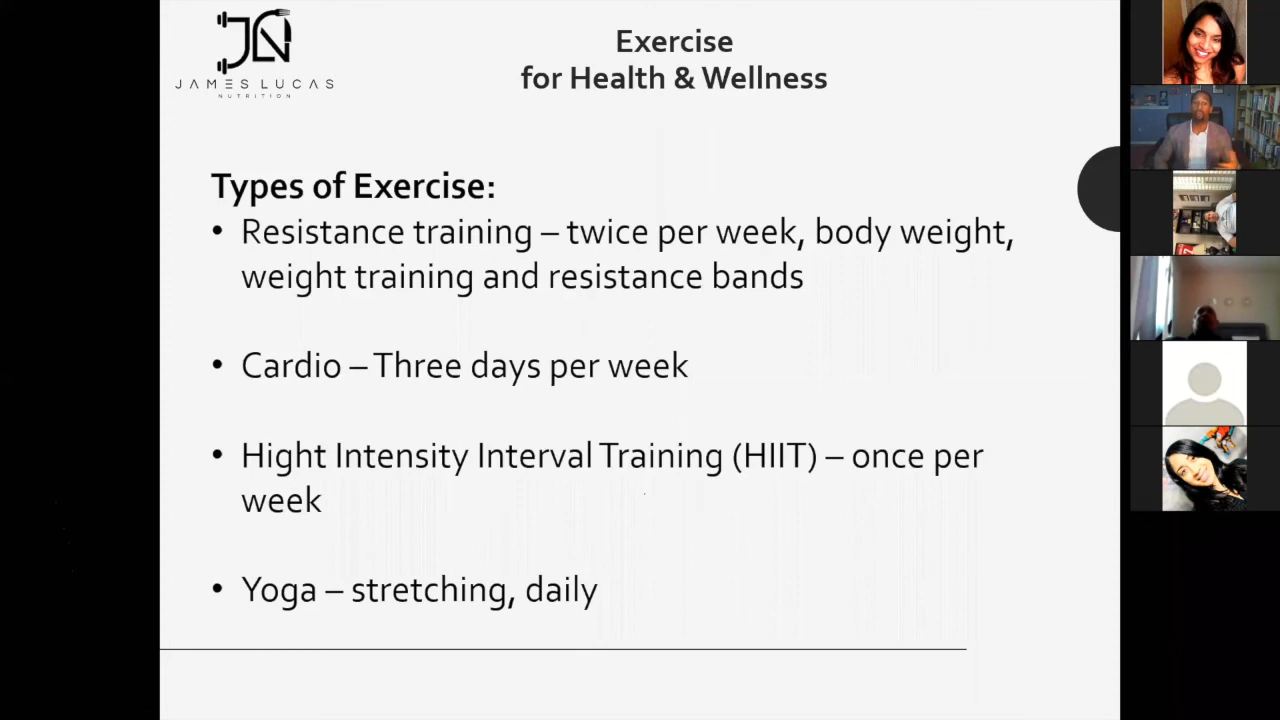 JAMES LUCAS
NUTRITION
Exercise
for Health & Wellness
Types of Exercise:
• Resistance training – twice per week, body weight,
weight training and resistance bands
• Cardio – Three days per week
• Hight Intensity Interval Training (HIIT) – once per
week
• Yoga – stretching, daily